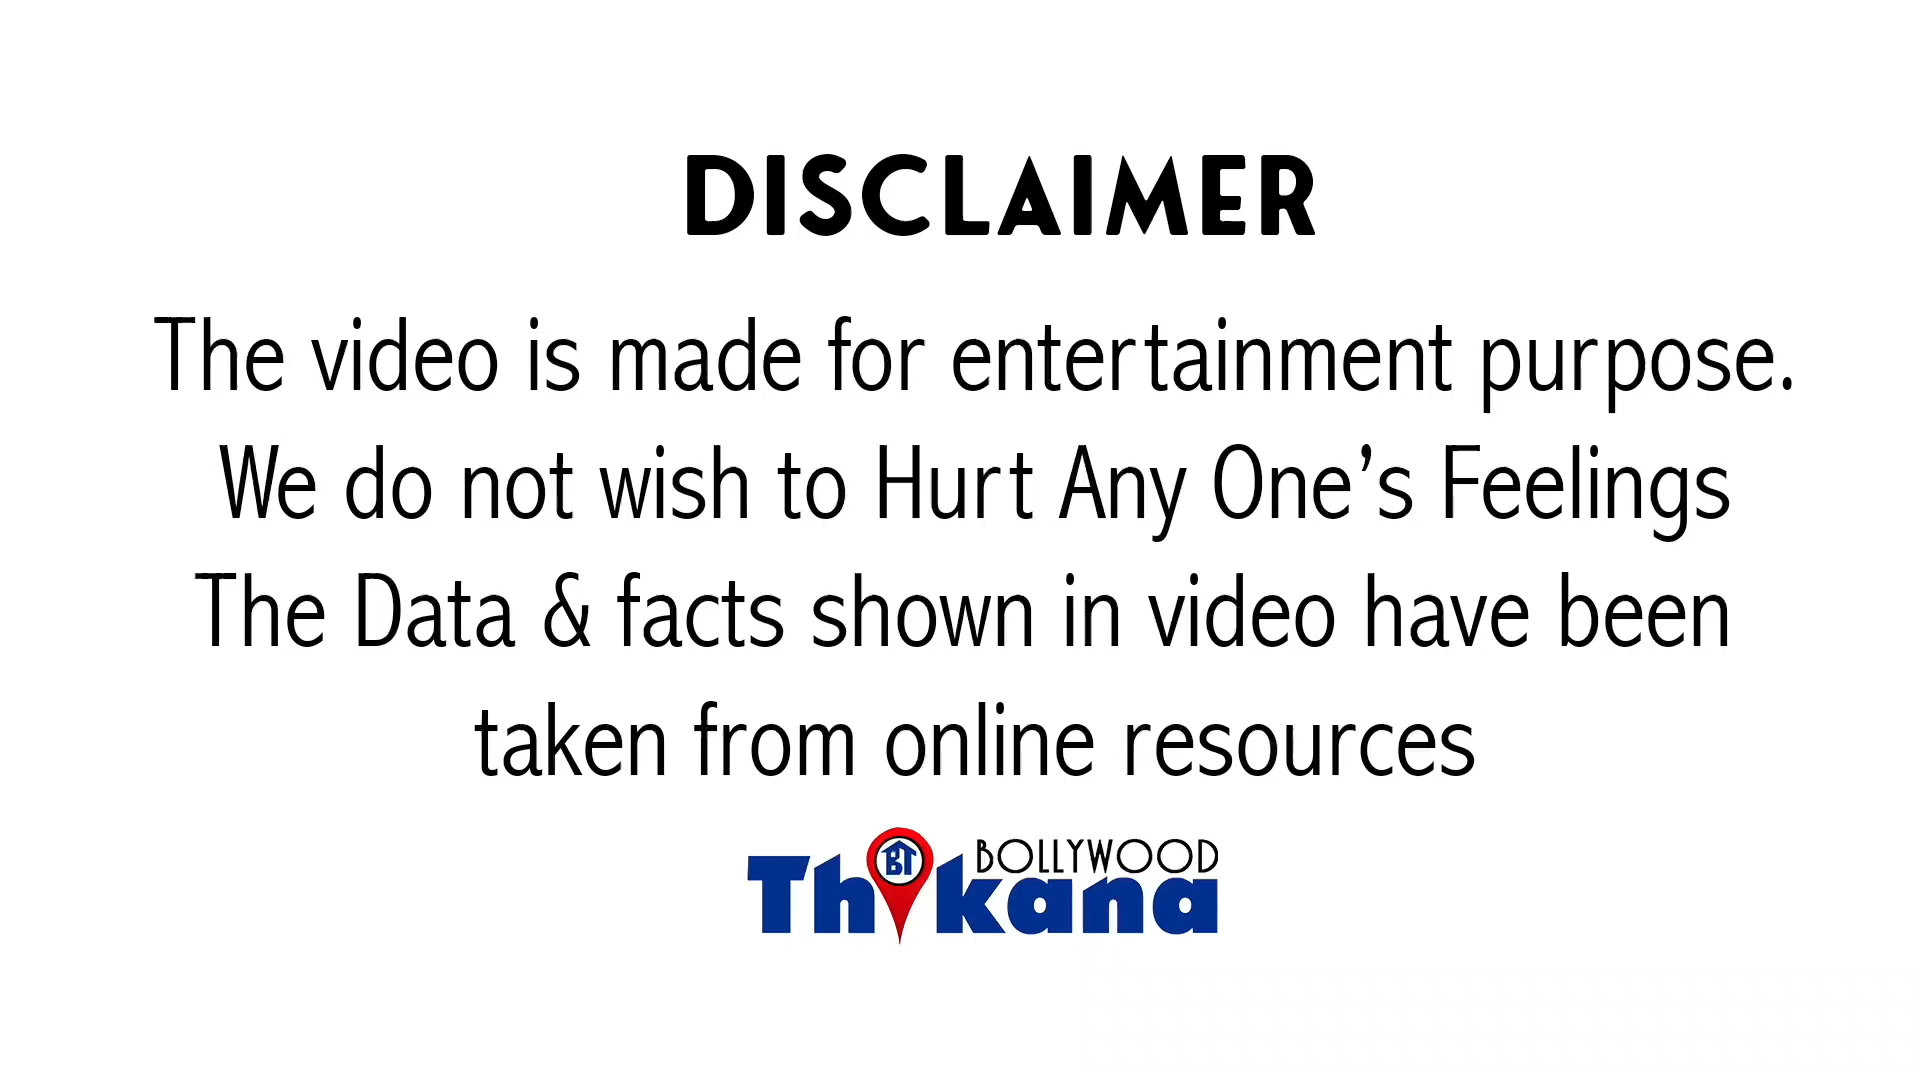 DISCLAIMER
The video is made for entertainment purpose.
We do not wish to Hurt Any One’s Feelings
The Data & facts shown in video have been
taken from online resources
BT
BOLLYWOOD
Thikana